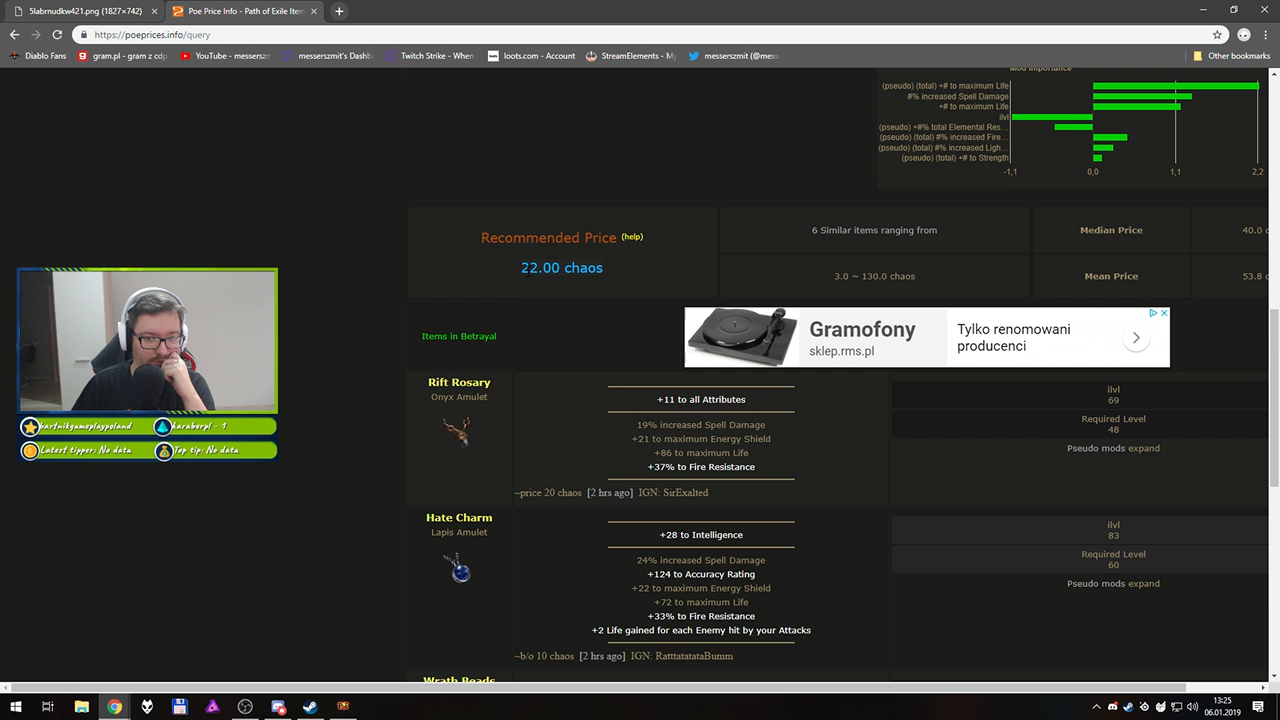 5labrnudkw421.png (1827×742)
Poe Price Info - Path of Exile Item
https://poeprices.info/query
Diablo Fans
gram.pl - gram z cdp
YouTube - messerszm
messerszmit's Dashb
Twitch Strike - When
loots.com - Account
StreamElements - My
messerszmit (@mess
Other bookmarks
(pseudo) (total) +# to maximum Life
#% increased Spell Damage
+# to maximum Life
ilvl
(pseudo) +#% total Elemental Res...
(pseudo) (total) #% increased Fire...
(pseudo) (total) #% increased Ligh...
(pseudo) (total) +# to Strength
-1,1
0,0
1,1
2,2
Recommended Price (help)
22.00 chaos
6 Similar items ranging from
3.0 ~ 130.0 chaos
Median Price
40.0 c
Mean Price
53.8 c
Items in Betrayal
Gramofony
sklep.rms.pl
Tylko renomowani
producenci
Rift Rosary
Onyx Amulet
+11 to all Attributes
19% increased Spell Damage
+21 to maximum Energy Shield
+86 to maximum Life
+37% to Fire Resistance
~price 20 chaos [2 hrs ago] IGN: SirExalted
ilvl
69
Required Level
48
Pseudo mods expand
Hate Charm
Lapis Amulet
+28 to Intelligence
24% increased Spell Damage
+124 to Accuracy Rating
+22 to maximum Energy Shield
+72 to maximum Life
+33% to Fire Resistance
+2 Life gained for each Enemy hit by your Attacks
~b/o 10 chaos [2 hrs ago] IGN: RatttatatataBumm
ilvl
83
Required Level
60
Pseudo mods expand
Wrath Beads
bartnikgameplaypoland
karaberpl - 1
Latest tipper: No data
Top tip: No data
13:25
06.01.2019